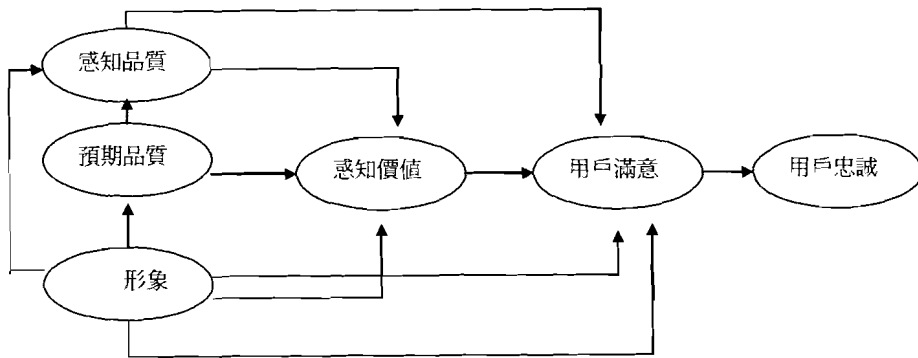 感知品質
預期品質
感知價值
用戶滿意
用戶忠誠
形象